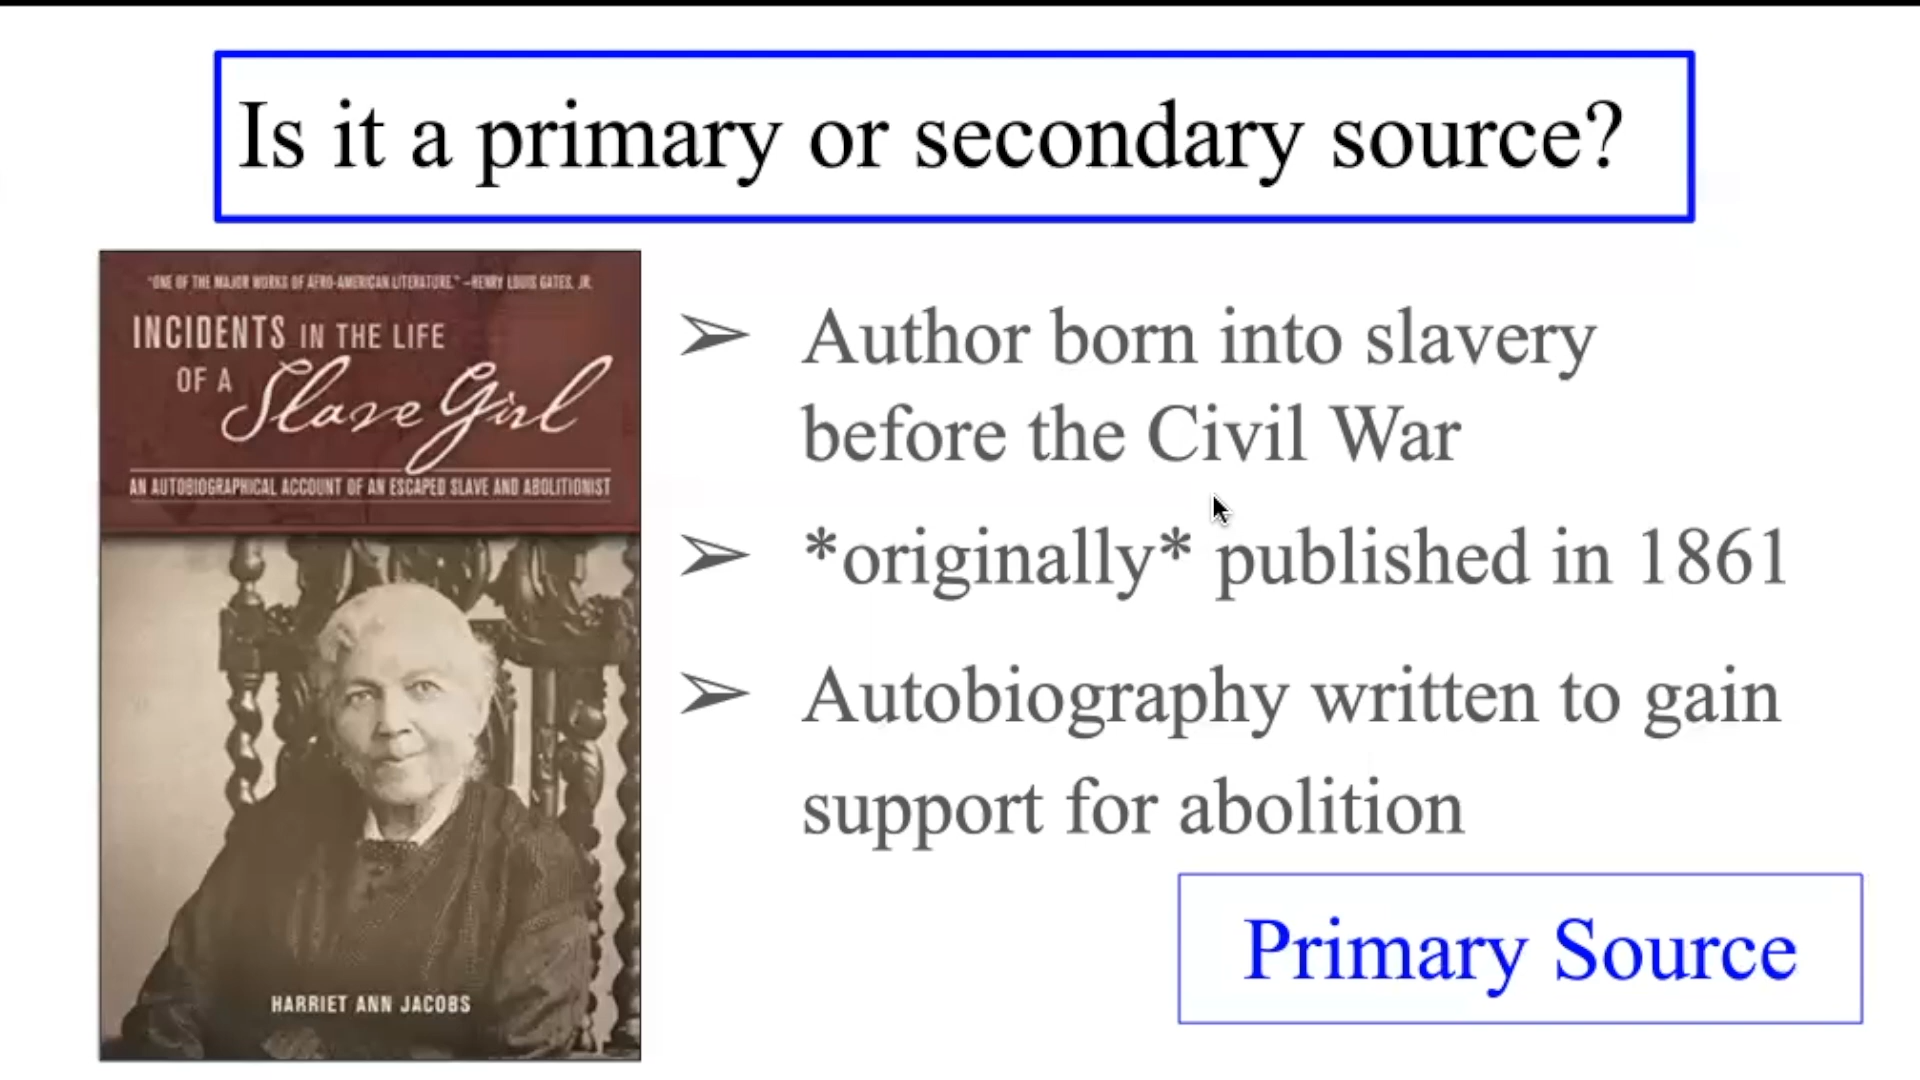 Is it a primary or secondary source?
"ONE OF THE MAJOR WORKS OF AFRO-AMERICAN LITERATURE." –HENRY LOUIS GATES, JR.
INCIDENTS IN THE LIFE
OF A Slave Girl
AN AUTOBIOGRAPHICAL ACCOUNT OF AN ESCAPED SLAVE AND ABOLITIONIST
HARRIET ANN JACOBS
➢ Author born into slavery
before the Civil War
➢ *originally* published in 1861
➢ Autobiography written to gain
support for abolition
Primary Source